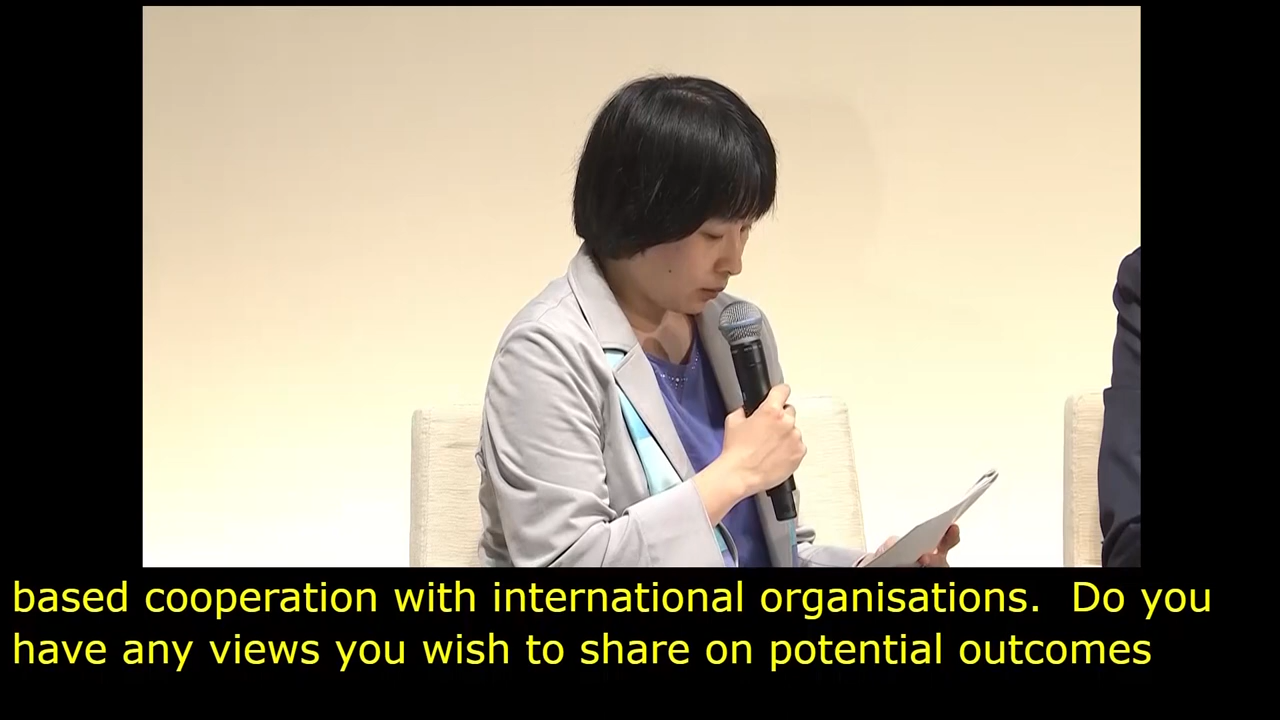 based cooperation with international organisations.  Do you
have any views you wish to share on potential outcomes